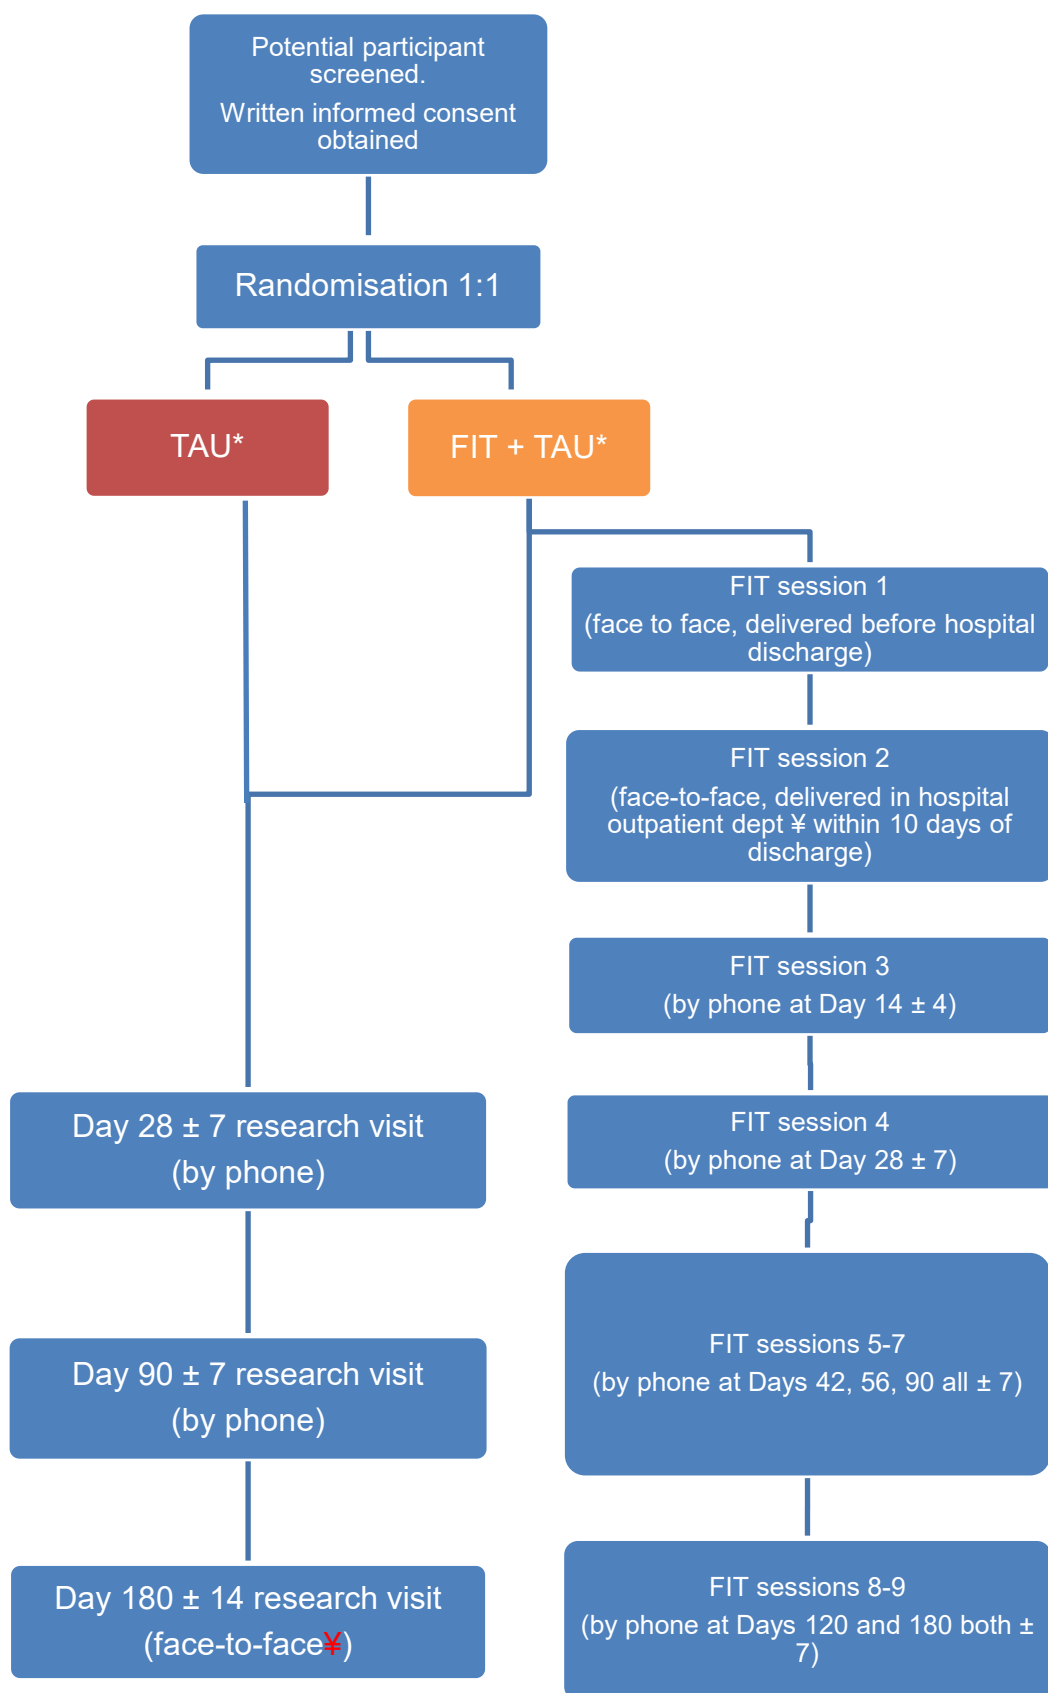 Potential participant
screened.
Written informed consent
obtained
Randomisation 1:1
TAU*
FIT + TAU*
FIT session 1
(face to face, delivered before hospital
discharge)
FIT session 2
(face-to-face, delivered in hospital
outpatient dept ¥ within 10 days of
discharge)
FIT session 3
(by phone at Day 14 ± 4)
Day 28 ± 7 research visit
(by phone)
FIT session 4
(by phone at Day 28 ± 7)
Day 90 ± 7 research visit
(by phone)
FIT sessions 5-7
(by phone at Days 42, 56, 90 all ± 7)
Day 180 ± 14 research visit
(face-to-face¥)
FIT sessions 8-9
(by phone at Days 120 and 180 both ±
7)